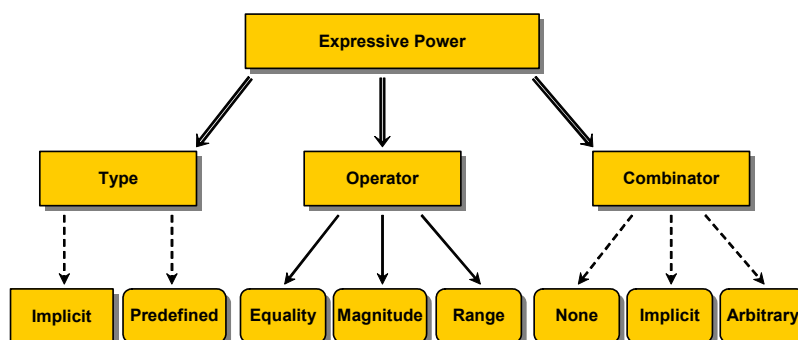 Expressive Power
Type
Operator
Combinator
Implicit
Predefined
Equality
Magnitude
Range
None
Implicit
Arbitrary